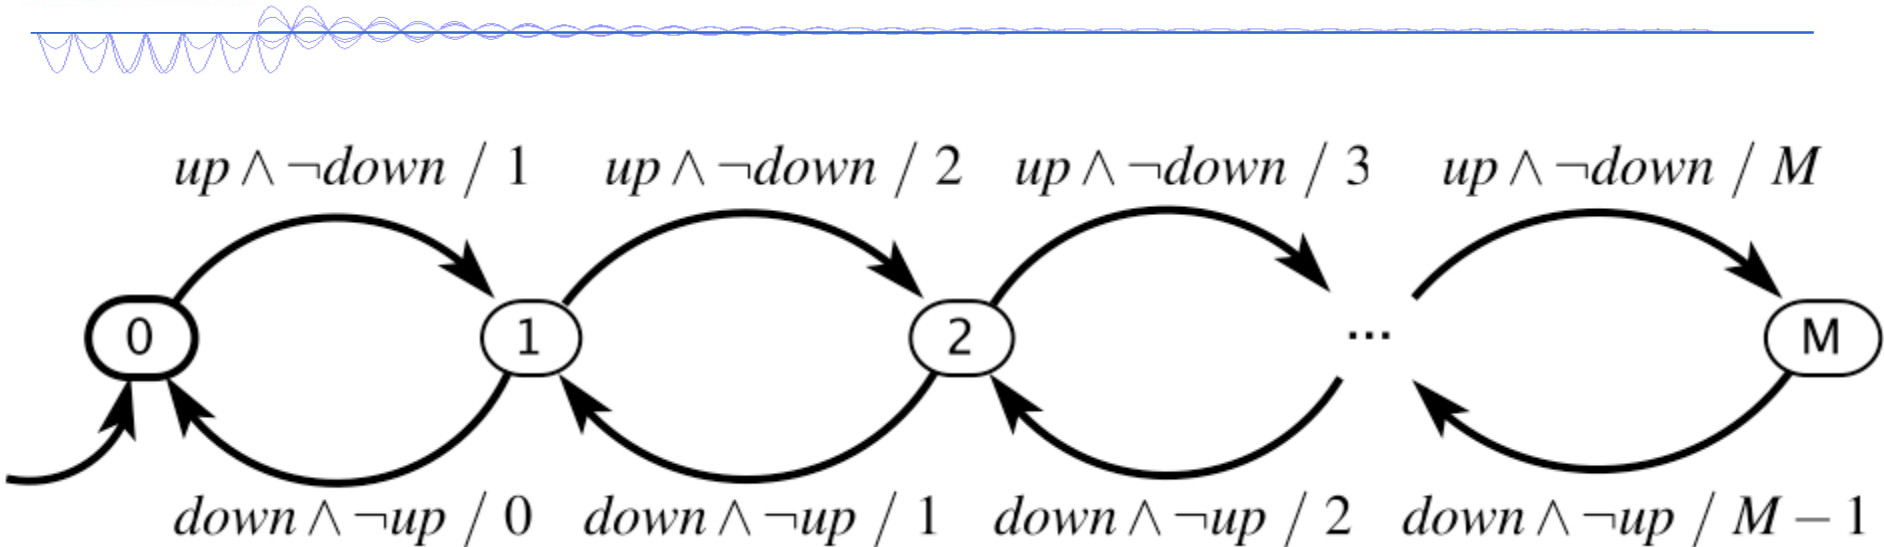 up ∧ ¬down / 1 up ∧ ¬down / 2 up ∧ ¬down / 3 up ∧ ¬down / M
0 1 2 ... M
down ∧ ¬up / 0 down ∧ ¬up / 1 down ∧ ¬up / 2 down ∧ ¬up / M − 1